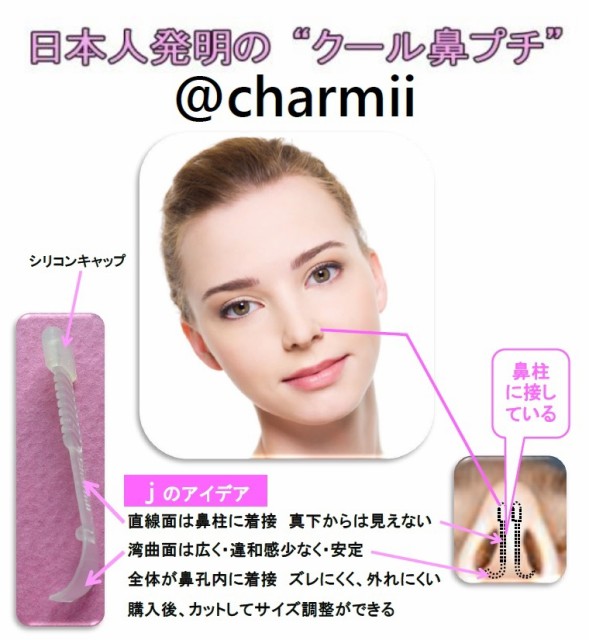 日本人発明の“クール鼻プチ”
@charmii
シリコンキャップ
鼻柱
に接し
ている
jのアイデア
直線面は鼻柱に着接 真下からは見えない
湾曲面は広く・違和感少なく・安定
全体が鼻孔内に着接 ズレにくく、外れにくい
購入後、カットしてサイズ調整ができる